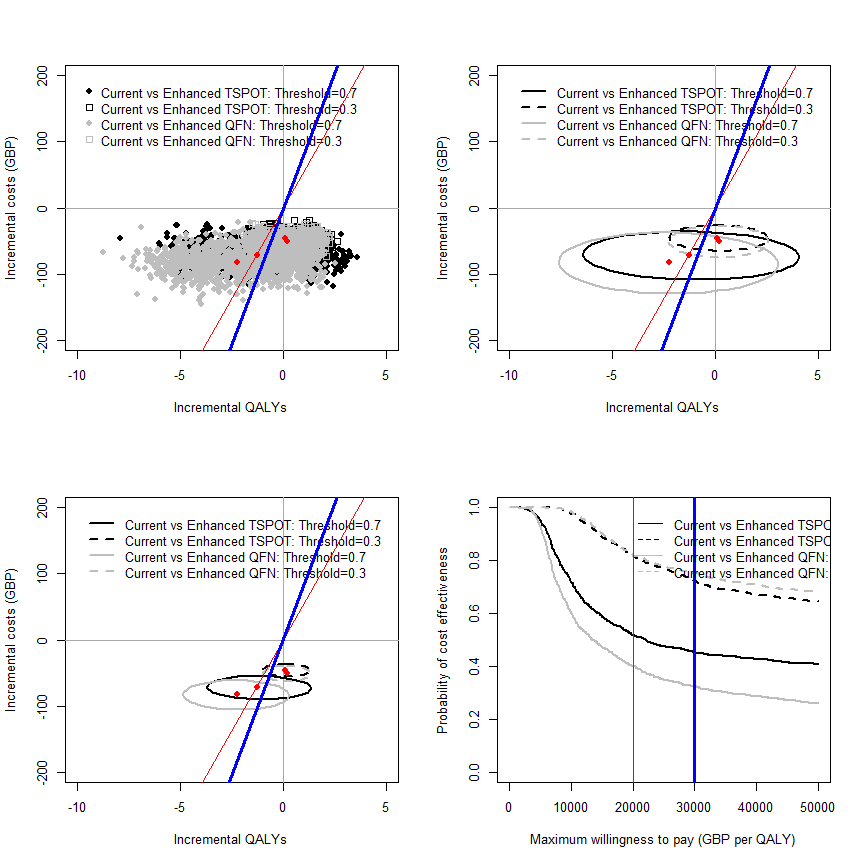 200
100
0
-100
-200
Incremental costs (GBP)
Current vs Enhanced TSPOT: Threshold=0.7
Current vs Enhanced TSPOT: Threshold=0.3
Current vs Enhanced QFN: Threshold=0.7
Current vs Enhanced QFN: Threshold=0.3
-10
-5
0
5
Incremental QALYs
200
100
0
-100
-200
Incremental costs (GBP)
Current vs Enhanced TSPOT: Threshold=0.7
Current vs Enhanced TSPOT: Threshold=0.3
Current vs Enhanced QFN: Threshold=0.7
Current vs Enhanced QFN: Threshold=0.3
-10
-5
0
5
Incremental QALYs
200
100
0
-100
-200
Incremental costs (GBP)
Current vs Enhanced TSPOT: Threshold=0.7
Current vs Enhanced TSPOT: Threshold=0.3
Current vs Enhanced QFN: Threshold=0.7
Current vs Enhanced QFN: Threshold=0.3
-10
-5
0
5
Incremental QALYs
1.0
0.8
0.6
0.4
0.2
0.0
Probability of cost effectiveness
Current vs Enhanced TSPO
Current vs Enhanced TSPO
Current vs Enhanced QFN:
Current vs Enhanced QFN:
0
10000
20000
30000
40000
50000
Maximum willingness to pay (GBP per QALY)